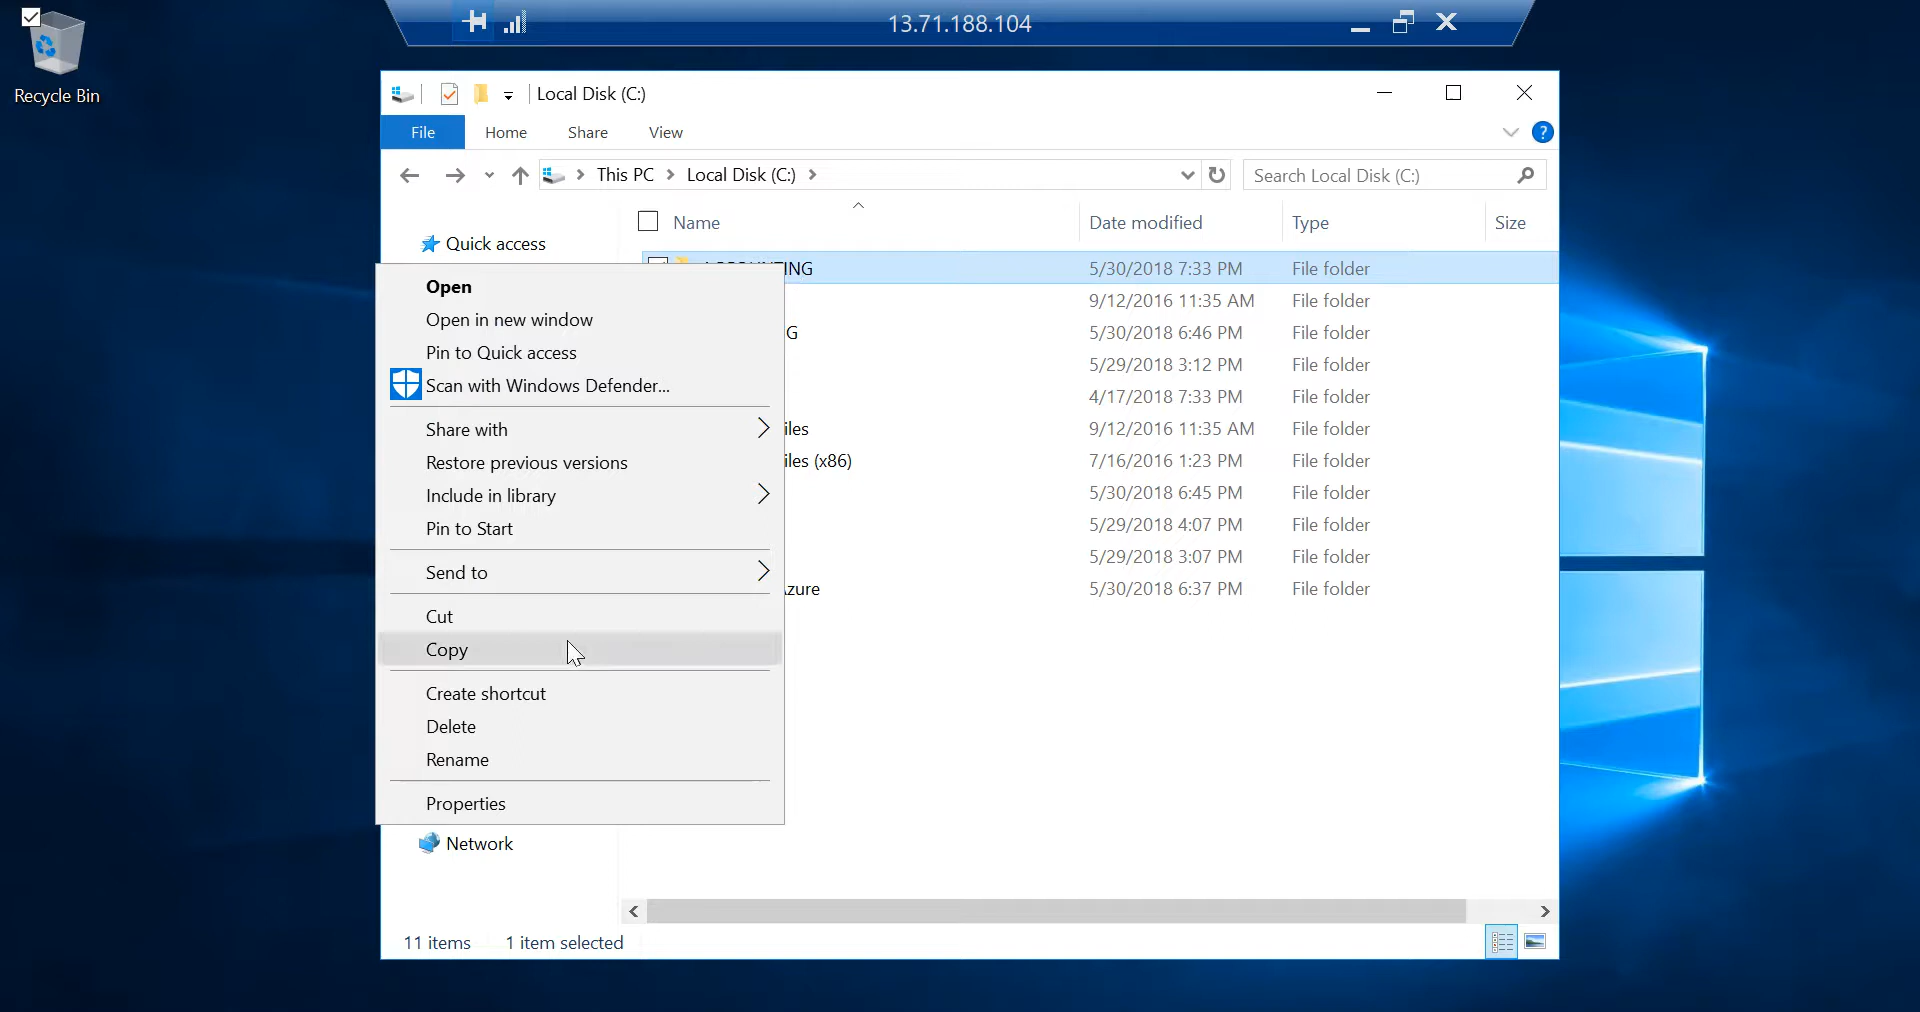 13.71.188.104
Recycle Bin
Local Disk (C:)
File Home Share View
This PC Local Disk (C:)
Search Local Disk (C:)
Name Date modified Type Size
Quick access
5/30/2018 7:33 PM File folder
9/12/2016 11:35 AM File folder
5/30/2018 6:46 PM File folder
5/29/2018 3:12 PM File folder
4/17/2018 7:33 PM File folder
iles 9/12/2016 11:35 AM File folder
iles (x86) 7/16/2016 1:23 PM File folder
5/30/2018 6:45 PM File folder
5/29/2018 4:07 PM File folder
5/29/2018 3:07 PM File folder
zure 5/30/2018 6:37 PM File folder
Open
Open in new window
Pin to Quick access
Scan with Windows Defender...
Share with
Restore previous versions
Include in library
Pin to Start
Send to
Cut
Copy
Create shortcut
Delete
Rename
Properties
Network
11 items 1 item selected